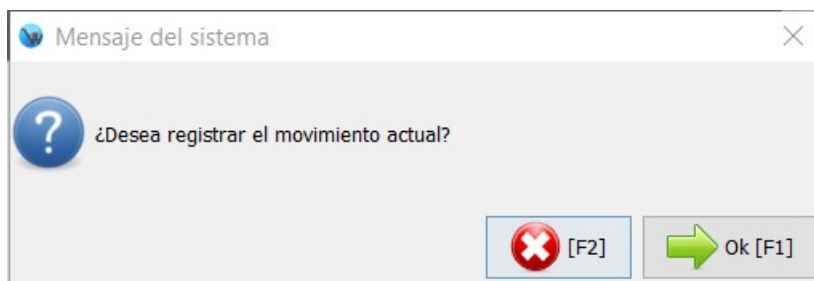 Mensaje del sistema
¿Desea registrar el movimiento actual?
[F2]
Ok [F1]